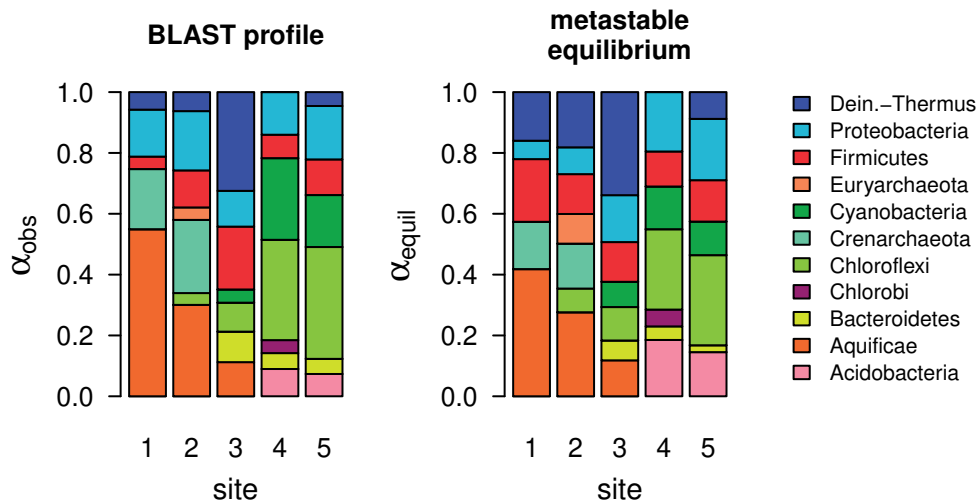 BLAST profile
1.0
0.8
0.6
0.4
0.2
0.0
αobs
1 2 3 4 5
site
metastable
equilibrium
1.0
0.8
0.6
0.4
0.2
0.0
αequil
1 2 3 4 5
site
Dein.-Thermus
Proteobacteria
Firmicutes
Euryarchaeota
Cyanobacteria
Crenarchaeota
Chloroflexi
Chlorobi
Bacteroidetes
Aquificae
Acidobacteria